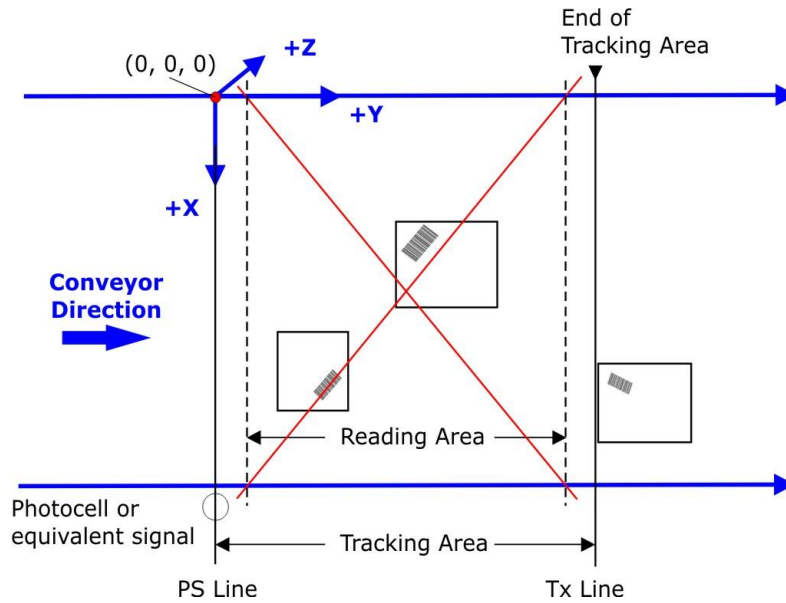 End of
Tracking Area
+Z
(0, 0, 0)
+Y
+X
Conveyor
Direction
Reading Area
Photocell or
equivalent signal
Tracking Area
PS Line
Tx Line